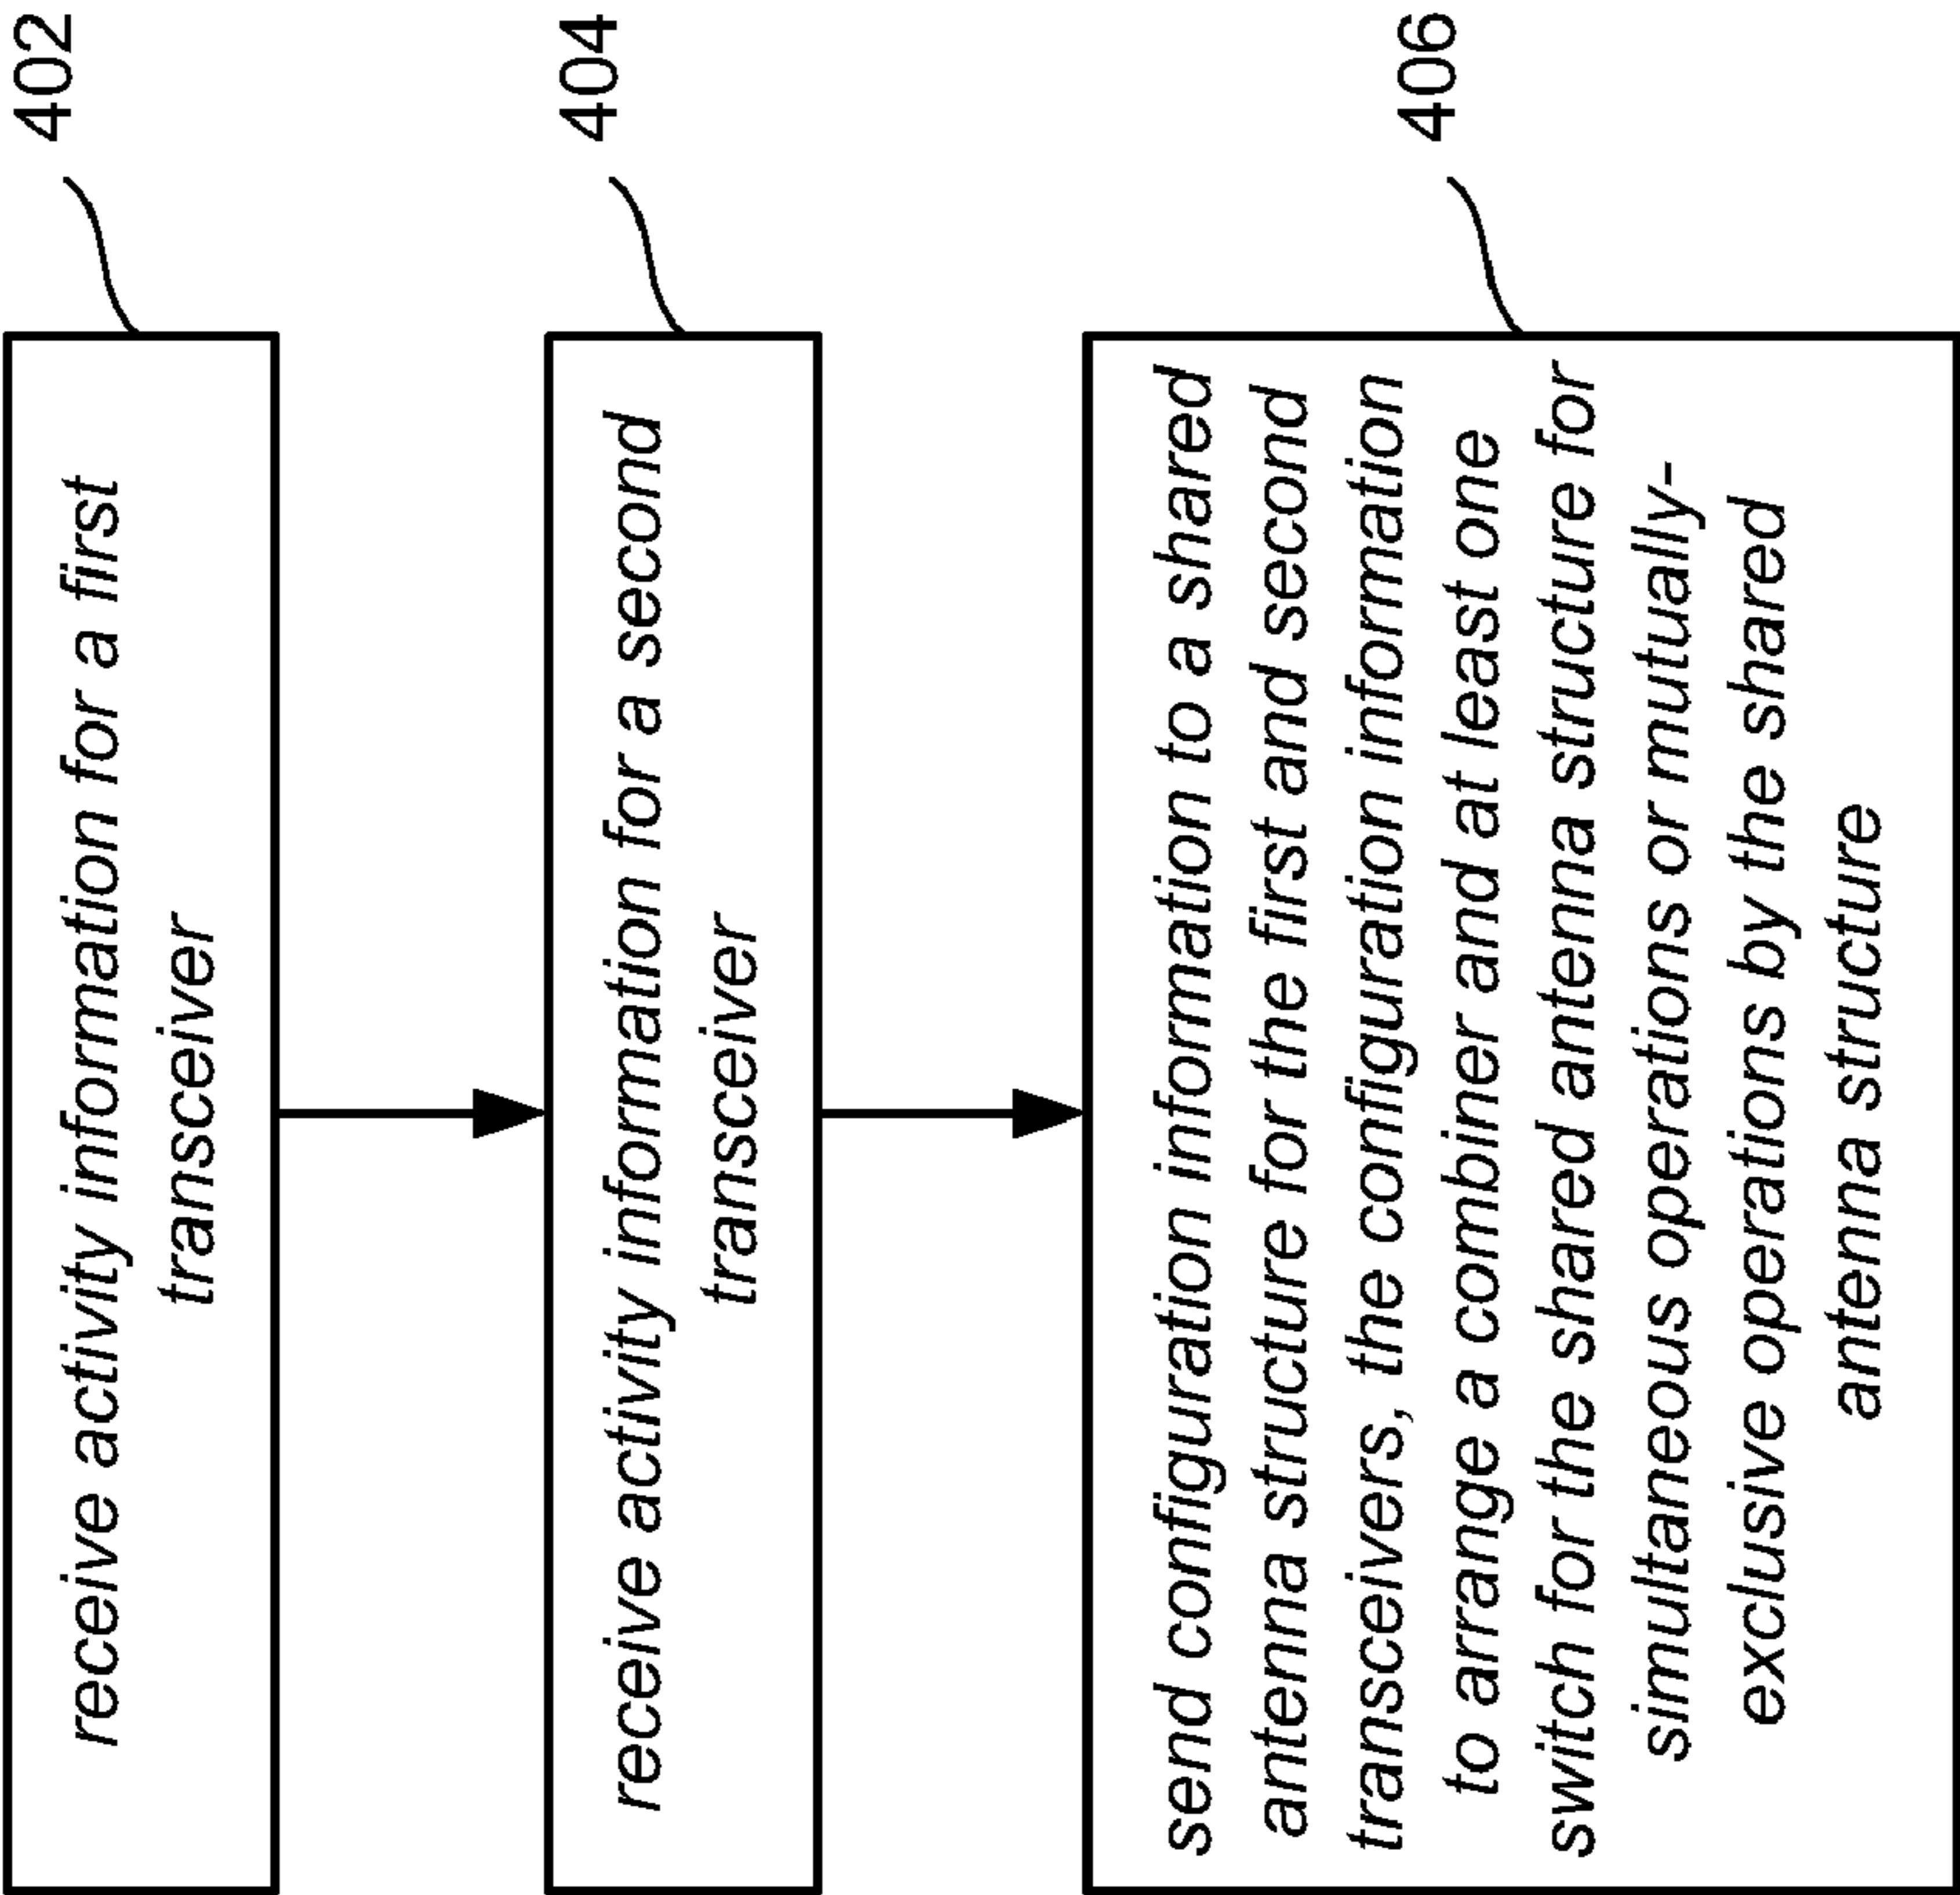 receive activity information for a first
transceiver
402
receive activity information for a second
transceiver
404
send configuration information to a shared
antenna structure for the first and second
transceivers, the configuration information
to arrange a combiner and at least one
switch for the shared antenna structure for
simultaneous operations or mutually-
exclusive operations by the shared
antenna structure
406